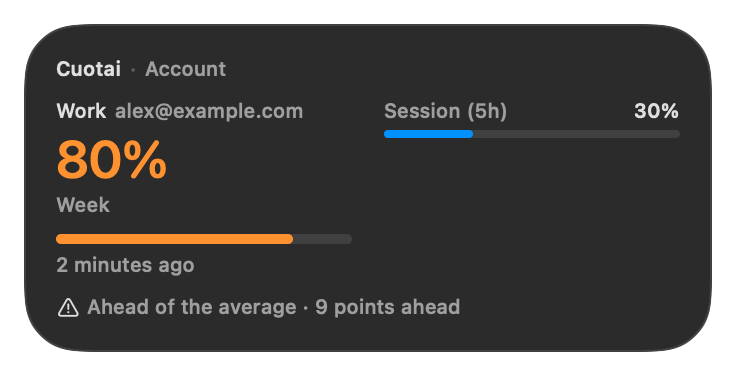 Cuotai · Account
Work alex@example.com
80%
Week
2 minutes ago
Session (5h) 30%
Ahead of the average · 9 points ahead